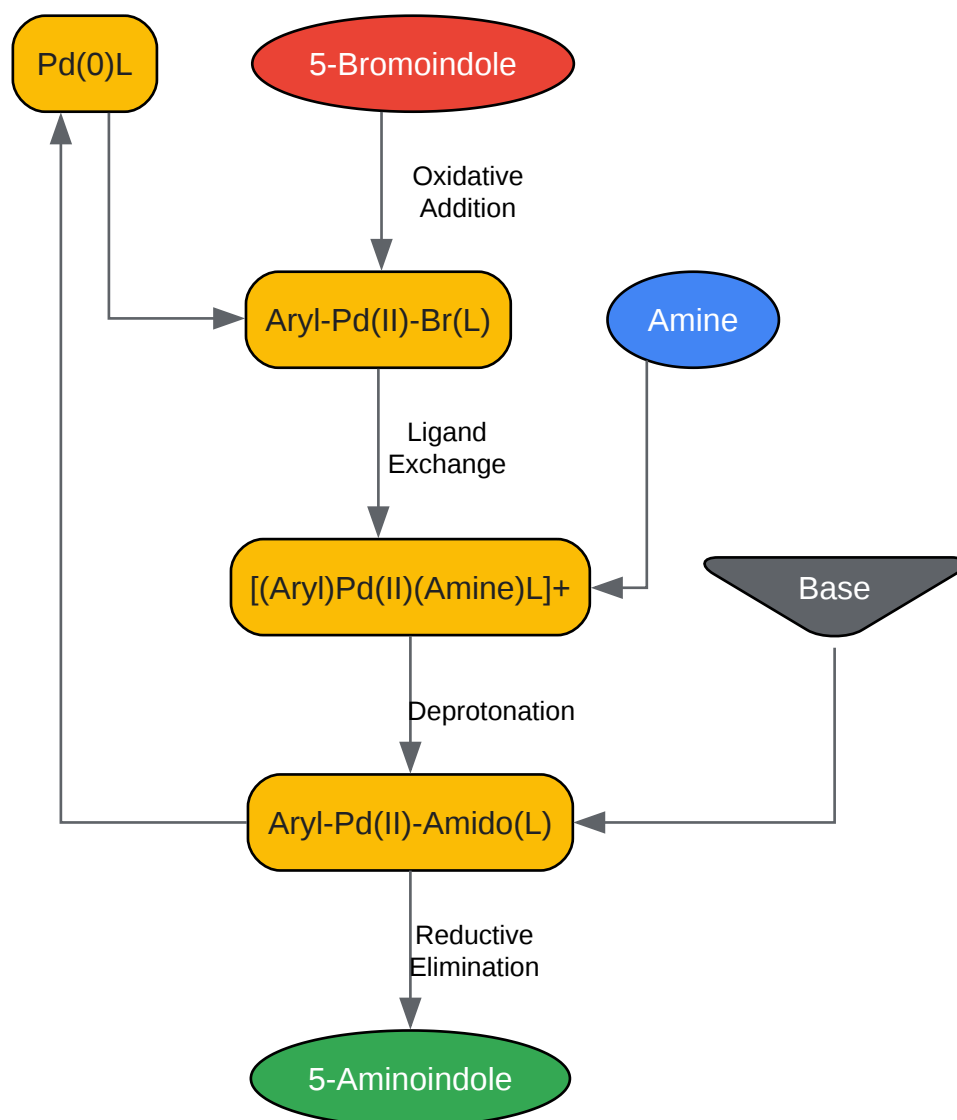 Pd(0)L
5-Bromoindole
Oxidative
Addition
Aryl-Pd(II)-Br(L)
Amine
Ligand
Exchange
[(Aryl)Pd(II)(Amine)L]+
Base
Deprotonation
Aryl-Pd(II)-Amido(L)
Reductive
Elimination
5-Aminoindole